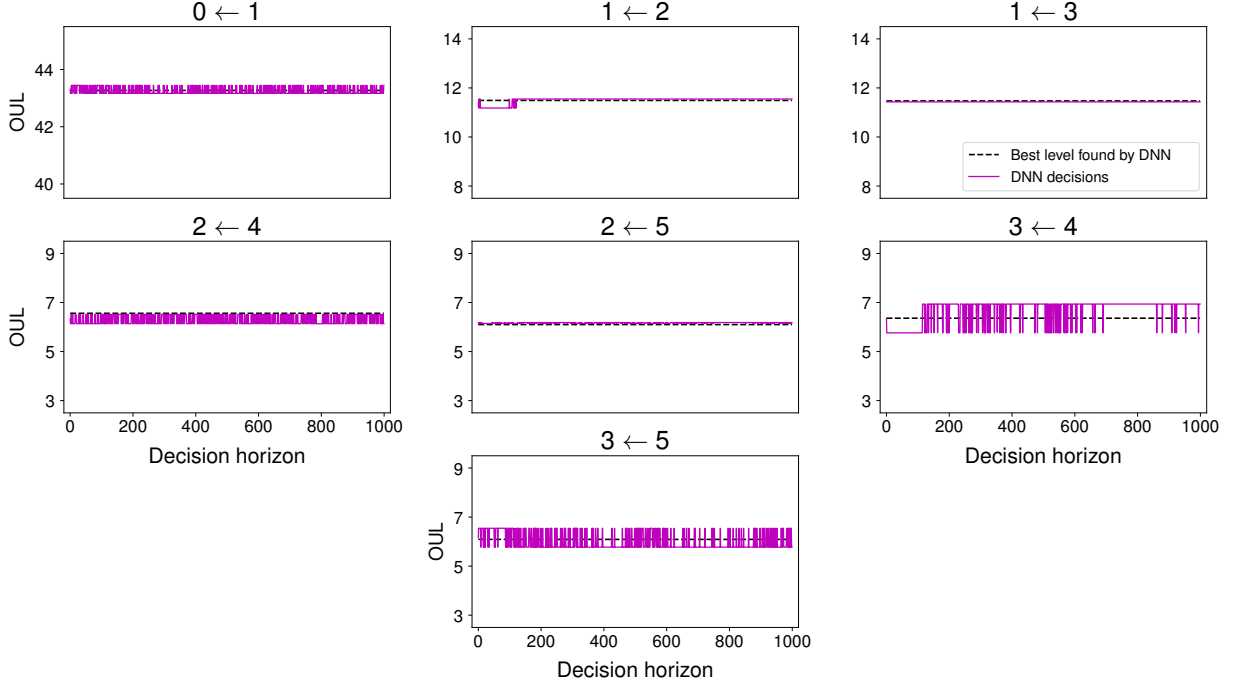 0 ← 1
1 ← 2
1 ← 3
OUL
44
42
40
14
12
10
8
14
12
10
8
Best level found by DNN
DNN decisions
2 ← 4
2 ← 5
3 ← 4
OUL
9
7
5
3
9
7
5
3
9
7
5
3
0 200 400 600 800 1000
0 200 400 600 800 1000
Decision horizon
Decision horizon
3 ← 5
OUL
9
7
5
3
0 200 400 600 800 1000
Decision horizon